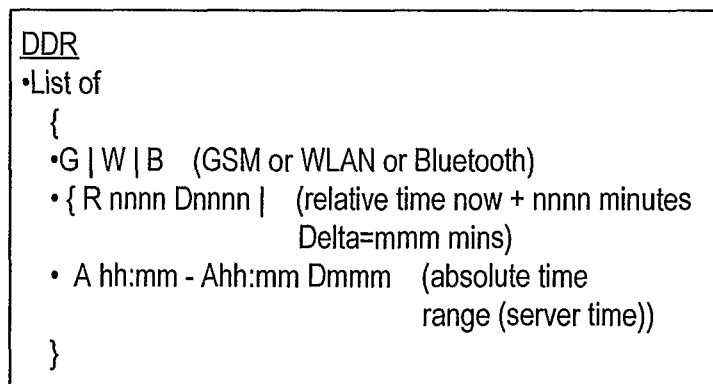 DDR
•List of
{
•G | W | B (GSM or WLAN or Bluetooth)
• { R nnnn Dnnnn | (relative time now + nnnn minutes
Delta=mmm mins)
• A hh:mm - Ahh:mm Dmmm (absolute time
range (server time))
}